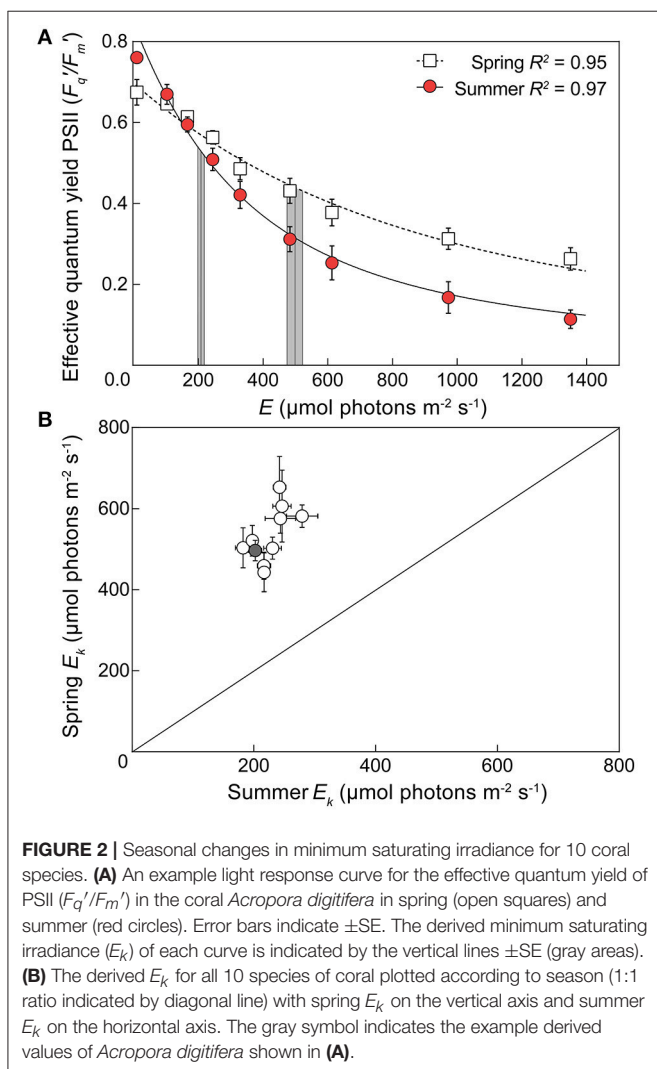 A
0.8
0.6
0.4
0.2
0.0
Effective quantum yield PSII (Fq'/Fm')
Spring R² = 0.95
Summer R² = 0.97
200 400 600 800 1000 1200 1400
E (µmol photons m⁻² s⁻¹)
B
800
600
400
200
0
Spring Ek (µmol photons m⁻² s⁻¹)
200 400 600 800
Summer Ek (µmol photons m⁻² s⁻¹)
FIGURE 2 | Seasonal changes in minimum saturating irradiance for 10 coral
species. (A) An example light response curve for the effective quantum yield of
PSII (Fq'/Fm') in the coral Acropora digitifera in spring (open squares) and
summer (red circles). Error bars indicate ±SE. The derived minimum saturating
irradiance (Ek) of each curve is indicated by the vertical lines ±SE (gray areas).
(B) The derived Ek for all 10 species of coral plotted according to season (1:1
ratio indicated by diagonal line) with spring Ek on the vertical axis and summer
Ek on the horizontal axis. The gray symbol indicates the example derived
values of Acropora digitifera shown in (A).